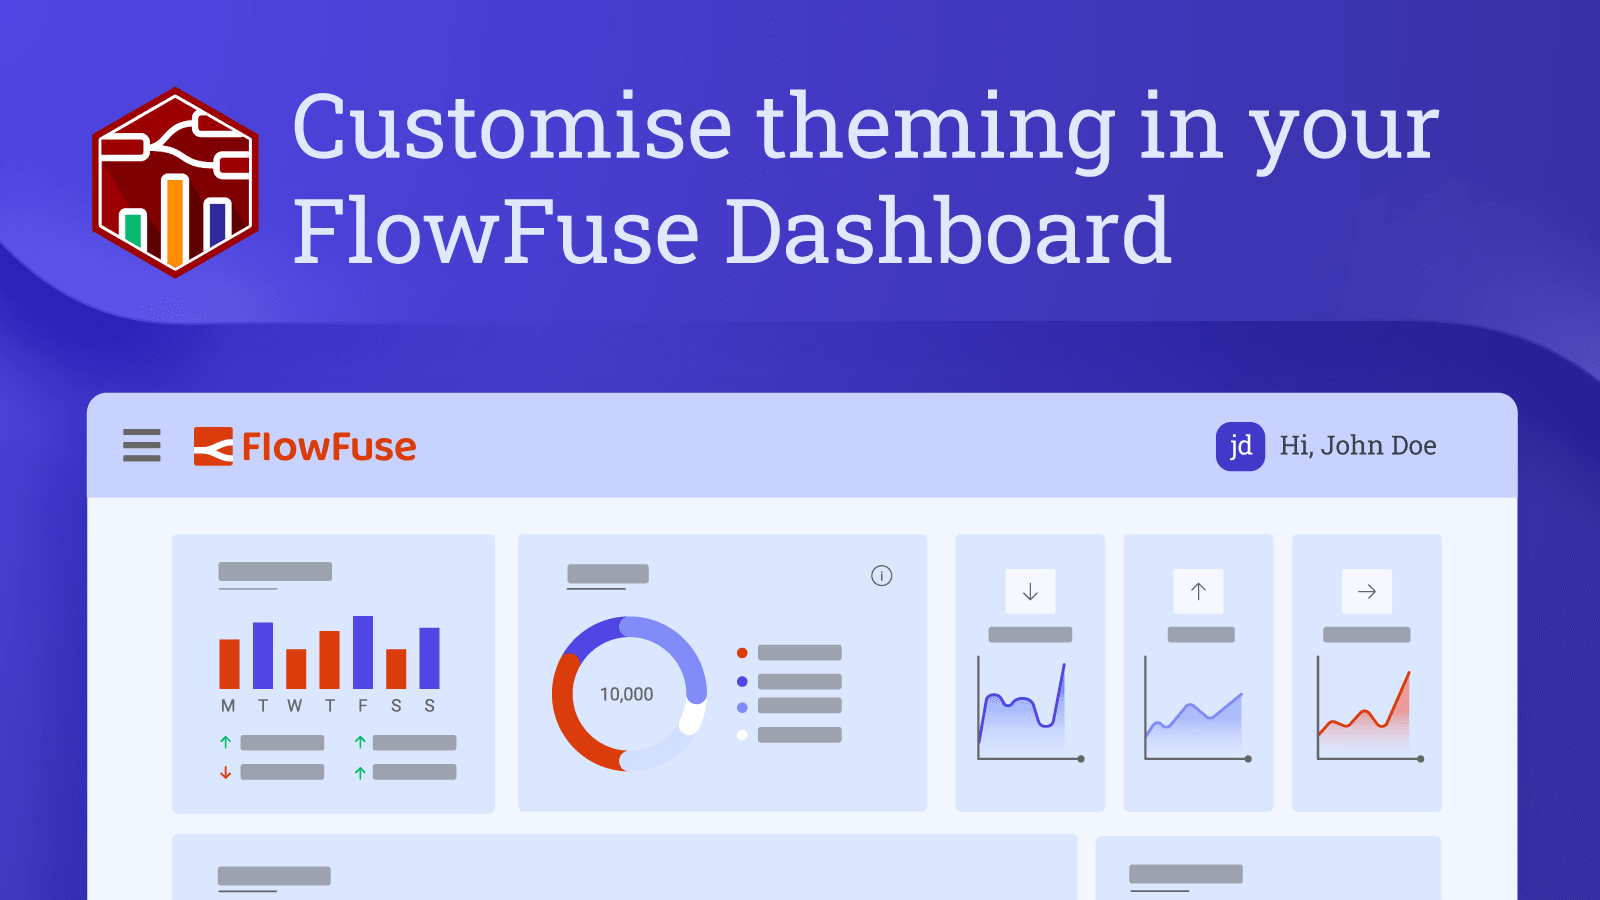 Customise theming in your
FlowFuse Dashboard
FlowFuse
jd Hi, John Doe
M T W T F S S
10,000
i